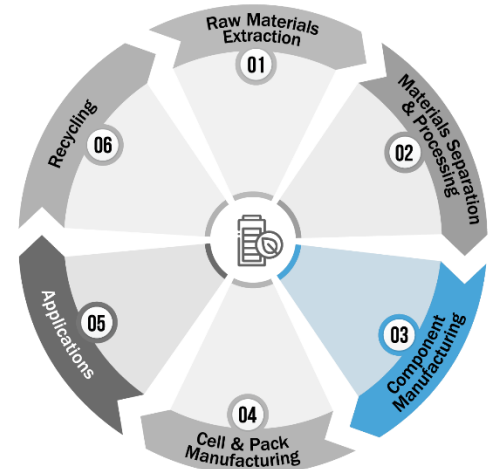 Raw Materials
Extraction
01
Materials Separation
& Processing
02
03
Component
Manufacturing
04
Cell & Pack
Manufacturing
05
Applications
06
Recycling